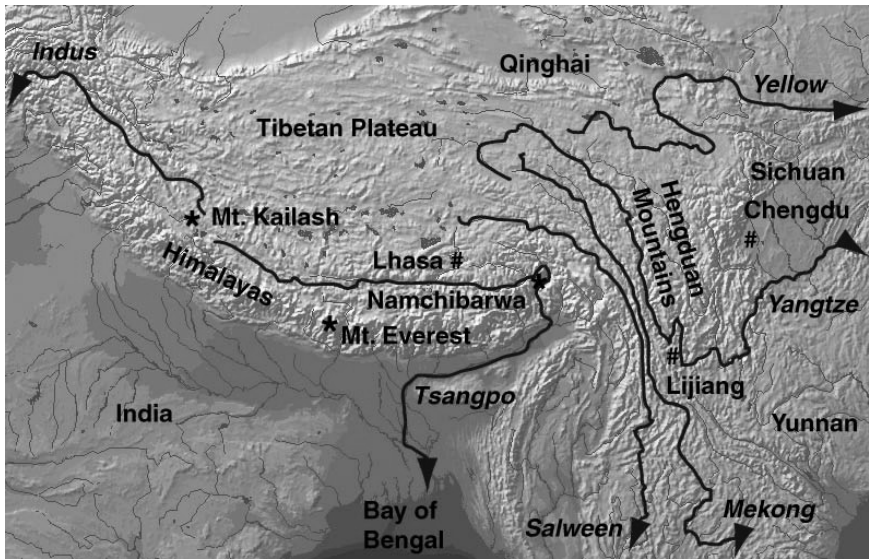 Indus
Qinghai
Yellow
Tibetan Plateau
Sichuan
Chengdu
#
Hengduan
Mountains
* Mt. Kailash
Himalayas
Lhasa #
*
Namchibarwa
*
Mt. Everest
Yangtze
#
Lijiang
Tsangpo
India
Yunnan
Bay of
Bengal
Salween
Mekong